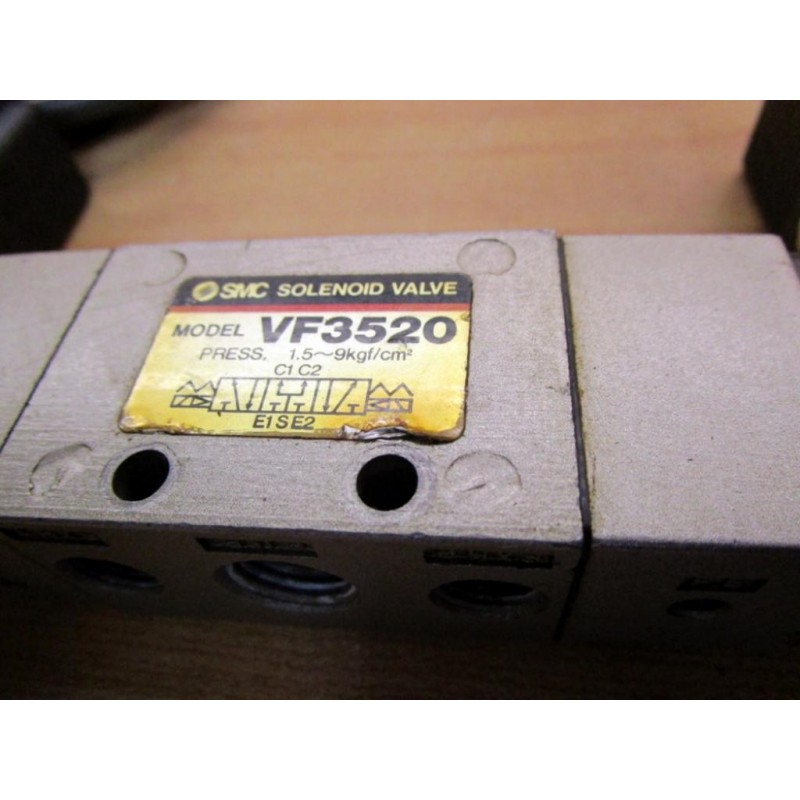 SMC SOLENOID VALVE
MODEL VF3520
PRESS. 1.5~9kgf/cm²
C1 C2
E1 S E2